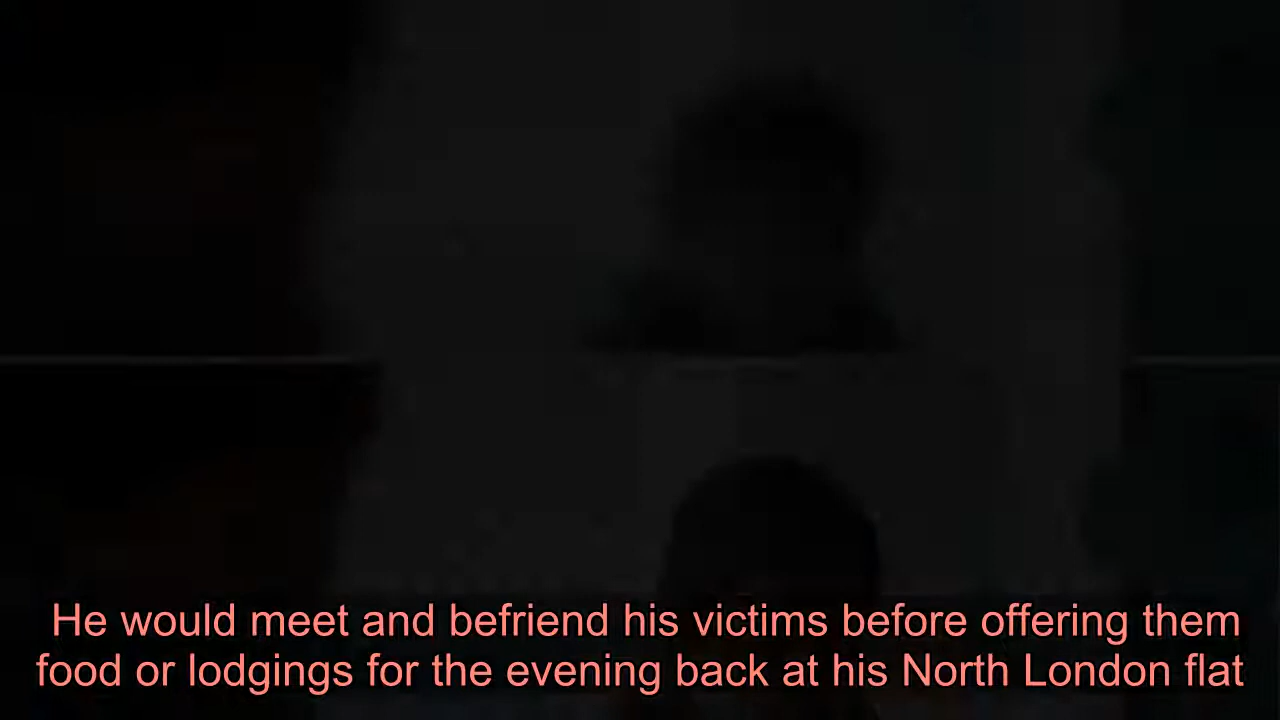 He would meet and befriend his victims before offering them
food or lodgings for the evening back at his North London flat